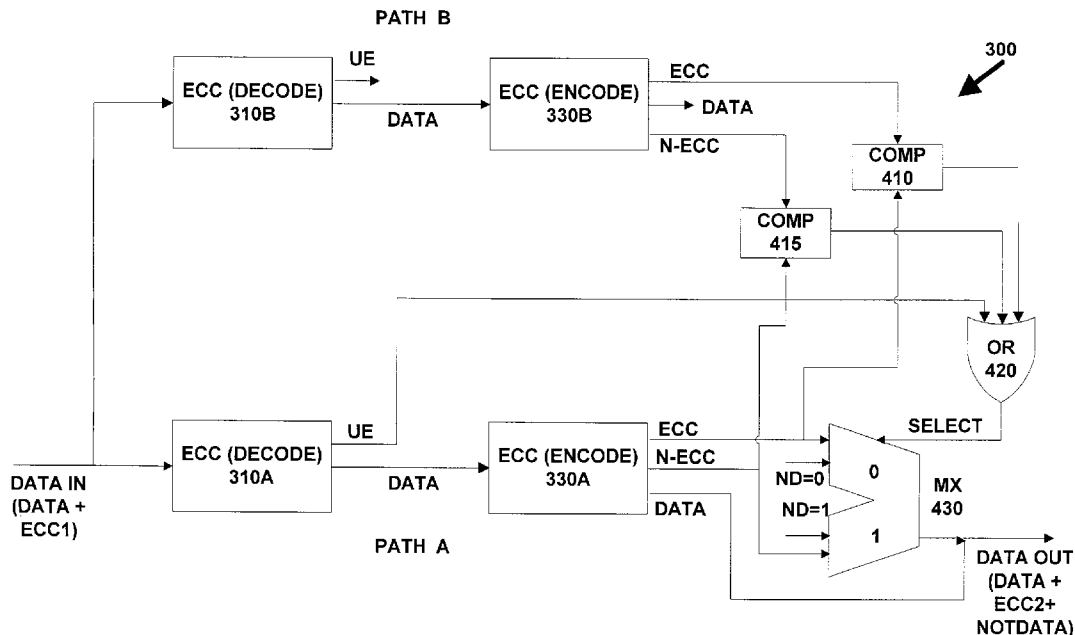 PATH B
300
UE
ECC (DECODE)
310B
DATA
ECC (ENCODE)
330B
ECC
DATA
N-ECC
COMP
410
COMP
415
OR
420
SELECT
UE
ECC (DECODE)
310A
DATA
ECC (ENCODE)
330A
ECC
N-ECC
DATA
ND=0
ND=1
0
1
MX
430
DATA IN
(DATA +
ECC1)
PATH A
DATA OUT
(DATA +
ECC2+
NOTDATA)